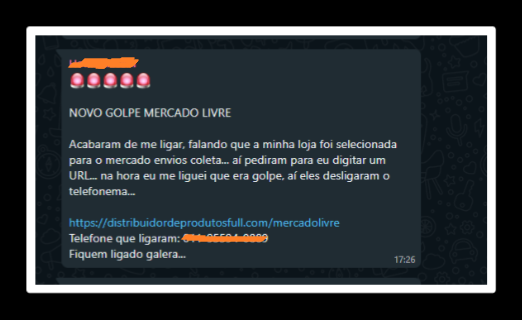 🚨🚨🚨🚨🚨
NOVO GOLPE MERCADO LIVRE
Acabaram de me ligar, falando que a minha loja foi selecionada
para o mercado envios coleta... aí pediram para eu digitar um
URL... na hora eu me liguei que era golpe, aí eles desligaram o
telefonema...
https://distribuidordeprodutosfull.com/mercadolivre
Telefone que ligaram:
Fiquem ligado galera...
17:26